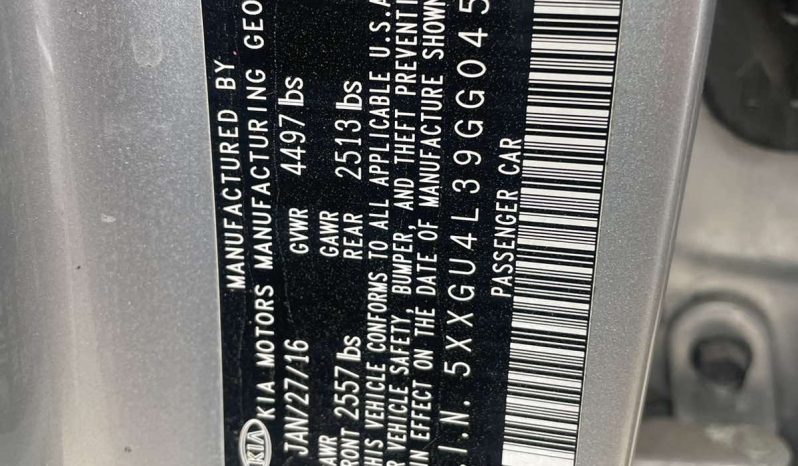 MANUFACTURED BY
KIA KIA MOTORS MANUFACTURING GEO
JAN/27/16 GVWR 4497 lbs
GAWR
FRONT 2557 lbs REAR 2513 lbs
THIS VEHICLE CONFORMS TO ALL APPLICABLE U.S.A
VEHICLE SAFETY, BUMPER, AND THEFT PREVENTI
IN EFFECT ON THE DATE OF MANUFACTURE SHOWN
I.N. 5XXGU4L39GG045
PASSENGER CAR